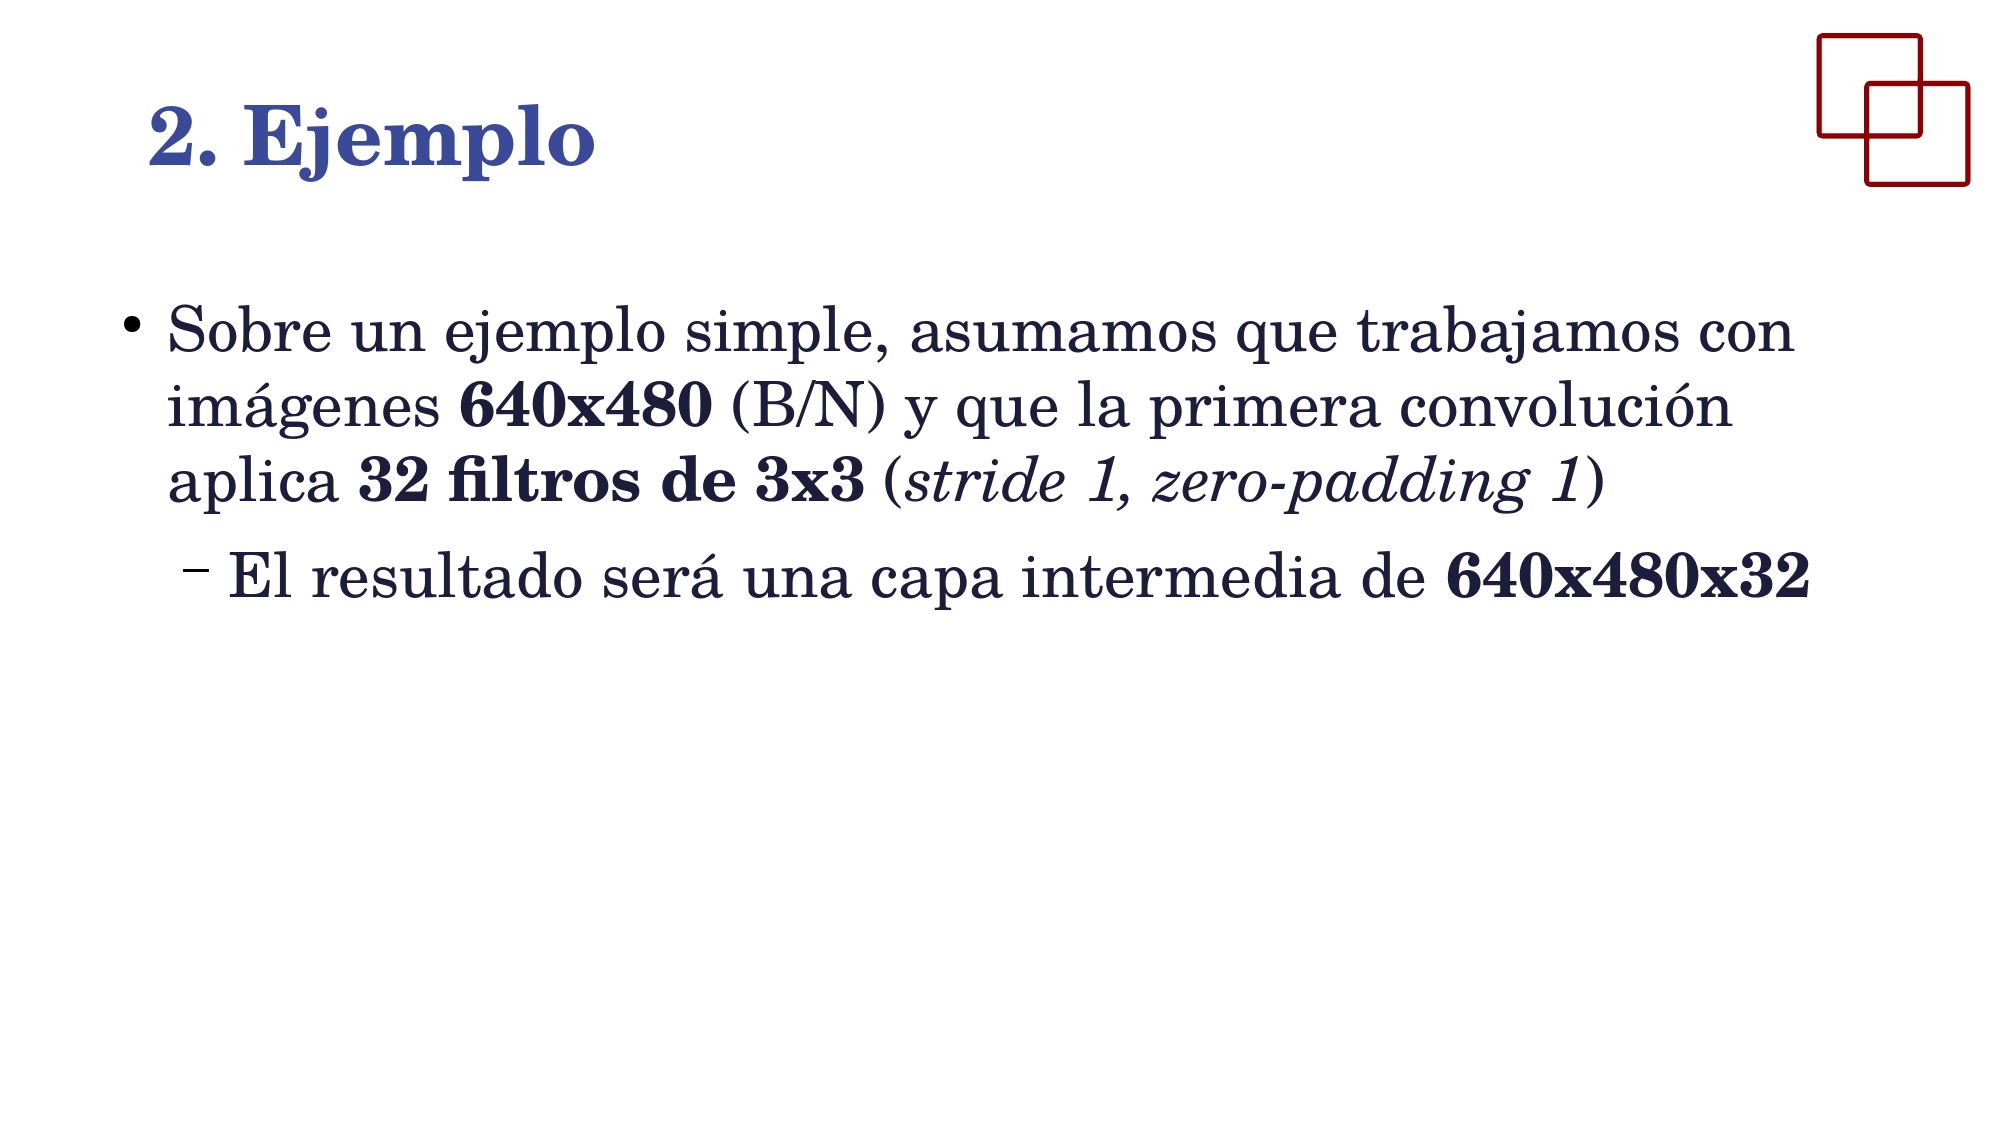 2. Ejemplo
• Sobre un ejemplo simple, asumamos que trabajamos con
imágenes 640x480 (B/N) y que la primera convolución
aplica 32 filtros de 3x3 (stride 1, zero-padding 1)
– El resultado será una capa intermedia de 640x480x32